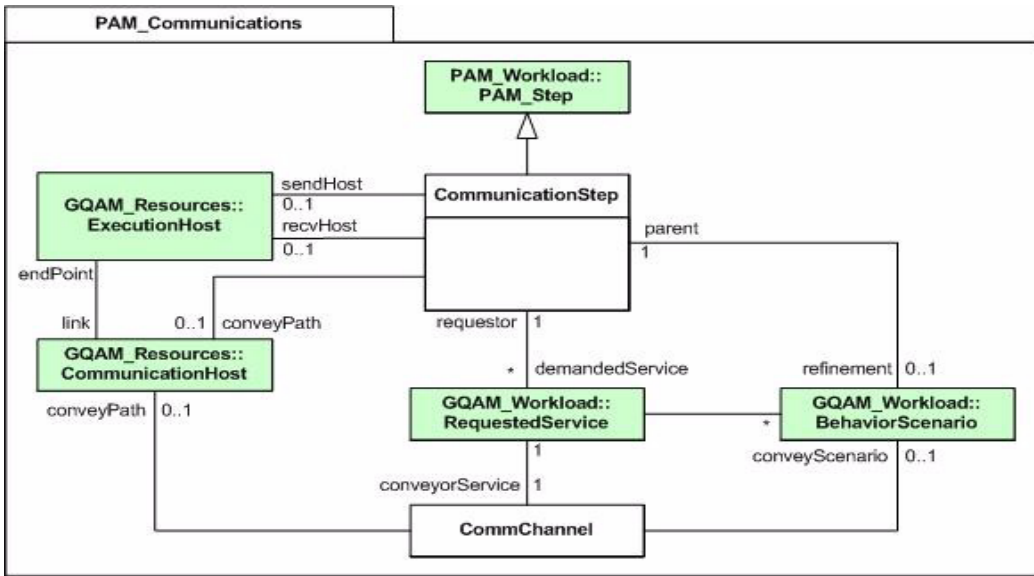 PAM_Communications
PAM_Workload::
PAM_Step
sendHost
0..1
recvHost
0..1
GQAM_Resources::
ExecutionHost
CommunicationStep
parent
1
endPoint
link
0..1 conveyPath
requestor 1
GQAM_Resources::
CommunicationHost
* demandedService
refinement 0..1
conveyPath 0..1
GQAM_Workload::
RequestedService
*
GQAM_Workload::
BehaviorScenario
1
conveyScenario 0..1
conveyorService 1
CommChannel